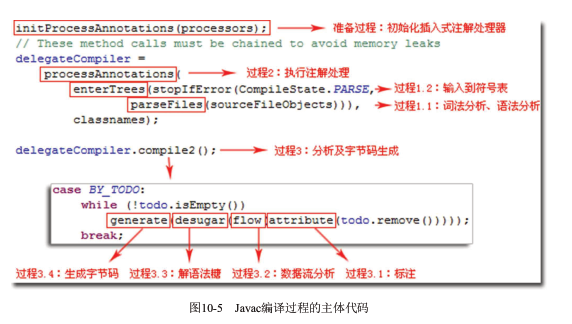 initProcessAnnotations(processors); 准备过程：初始化插入式注解处理器
// These method calls must be chained to avoid memory leaks
delegateCompiler =
processAnnotations( 过程2：执行注解处理
enterTrees(stopIfError(CompileState.PARSE, 过程1.2：输入到符号表
parseFiles(sourceFileObjects))), 过程1.1：词法分析、语法分析
classnames);
delegateCompiler.compile2(); 过程3：分析及字节码生成
case BY_TODO:
while (!todo.isEmpty())
generate(desugar(flow(attribute(todo.remove()))));
break;
过程3.4：生成字节码 过程3.3：解语法糖 过程3.2：数据流分析 过程3.1：标注
图10-5 Javac编译过程的主体代码